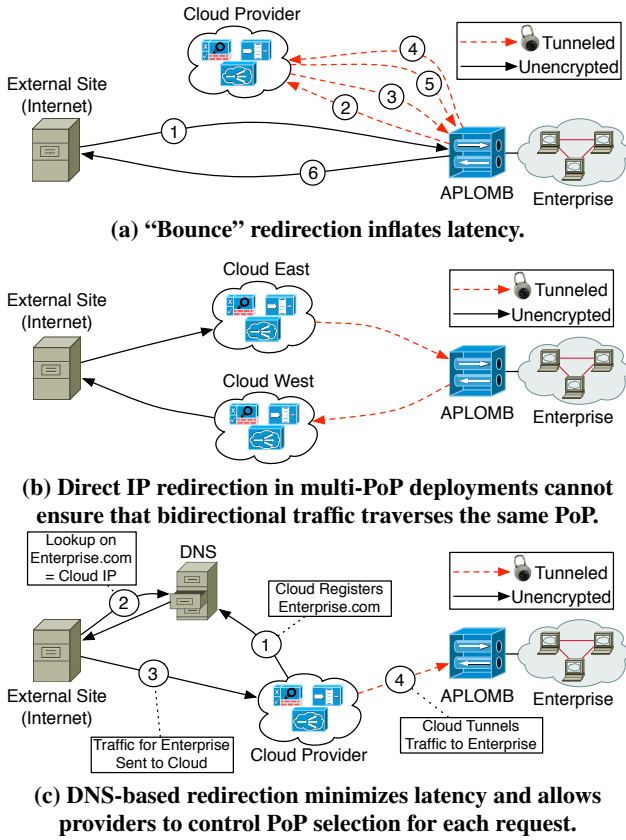 Cloud Provider
External Site
(Internet)
4
5
3
2
1
6
Tunneled
Unencrypted
APLOMB
Enterprise
(a) “Bounce” redirection inflates latency.
Cloud East
External Site
(Internet)
Cloud West
Tunneled
Unencrypted
APLOMB
Enterprise
(b) Direct IP redirection in multi-PoP deployments cannot
ensure that bidirectional traffic traverses the same PoP.
Lookup on
Enterprise.com
= Cloud IP
DNS
2
Cloud Registers
Enterprise.com
1
Tunneled
Unencrypted
3
4
External Site
(Internet)
Cloud Provider
APLOMB
Enterprise
Traffic for Enterprise
Sent to Cloud
Cloud Tunnels
Traffic to Enterprise
(c) DNS-based redirection minimizes latency and allows
providers to control PoP selection for each request.